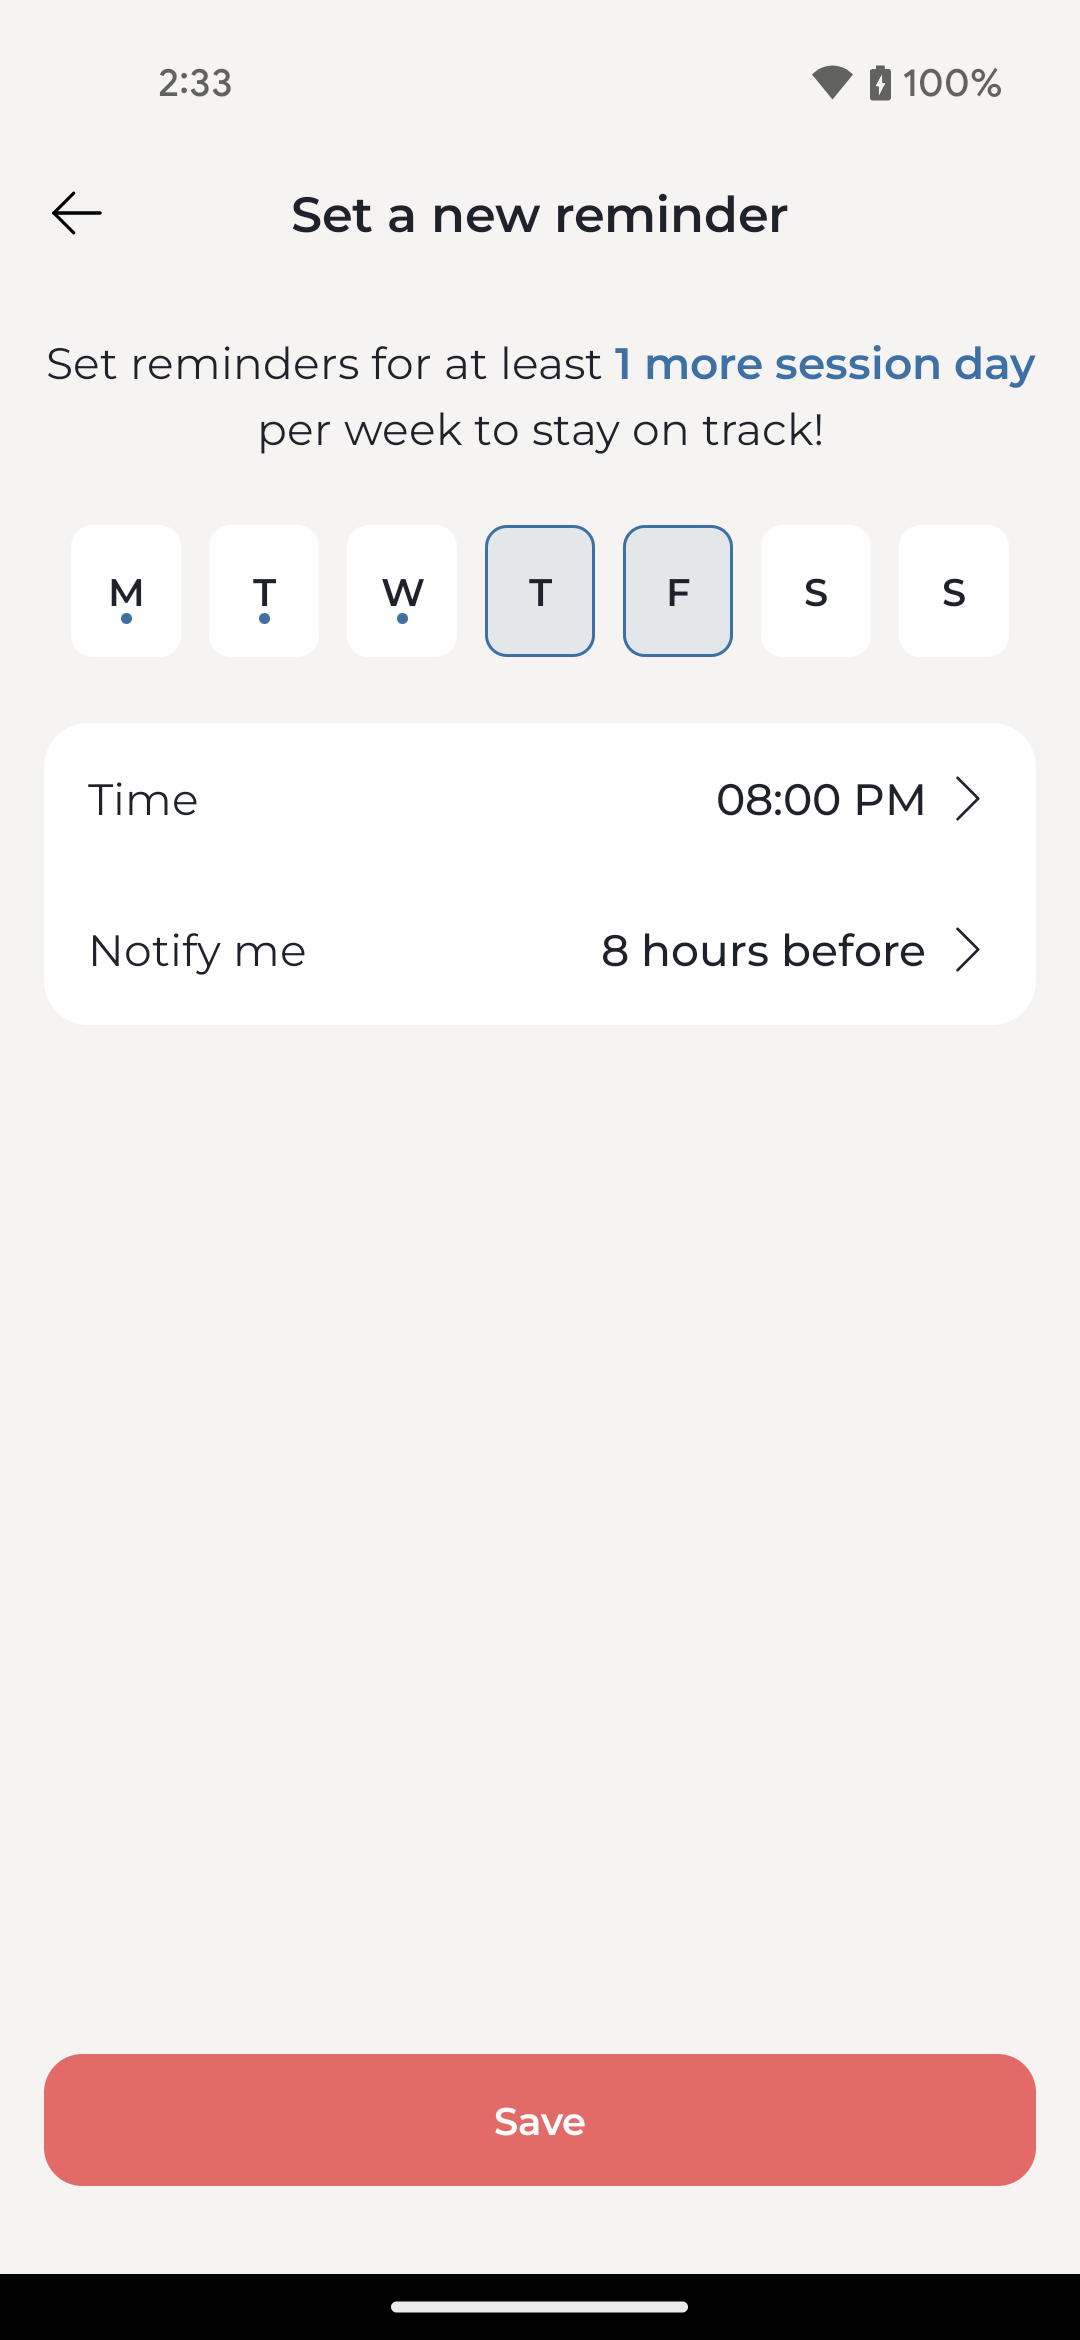 2:33
100%
Set a new reminder
Set reminders for at least 1 more session day
per week to stay on track!
M T W T F S S
Time 08:00 PM
Notify me 8 hours before
Save